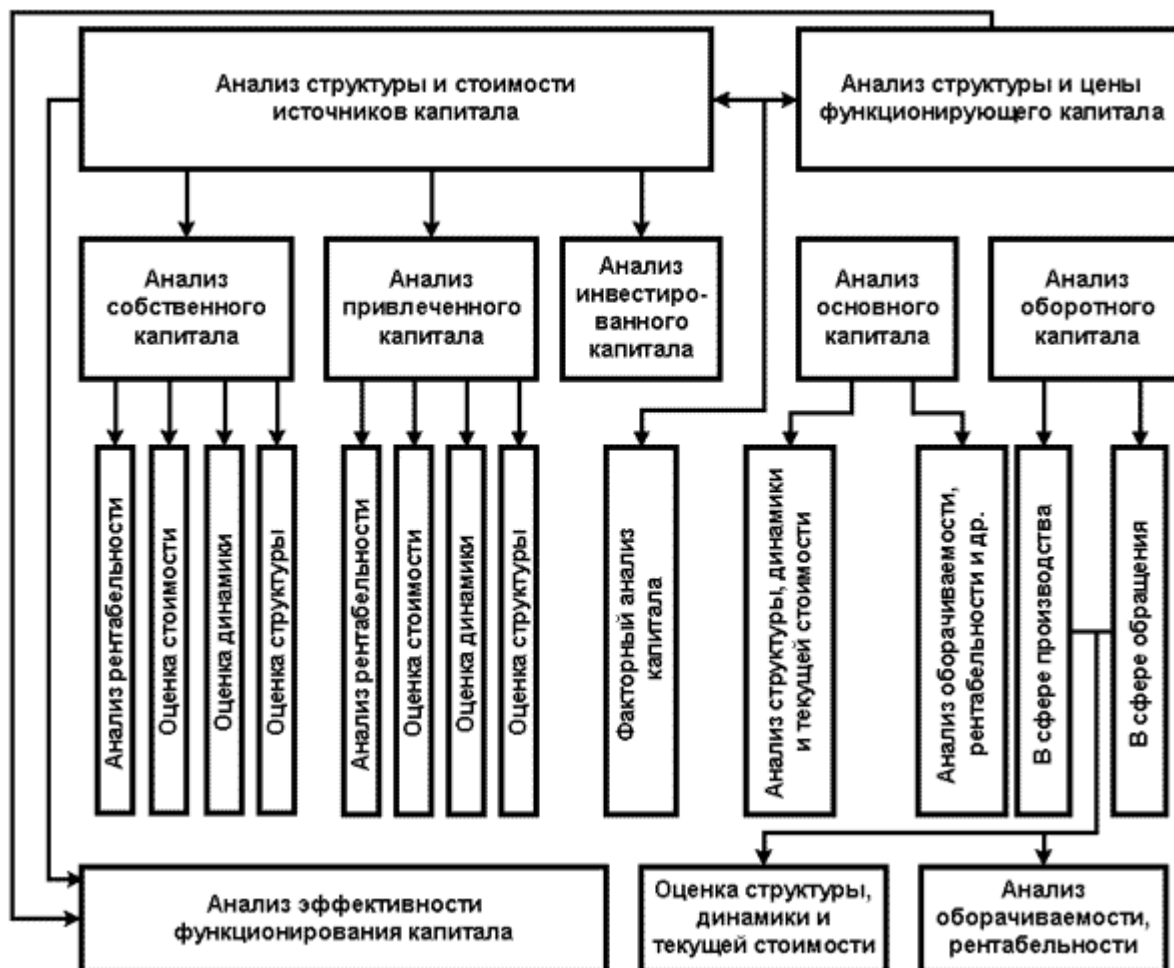 Анализ структуры и стоимости
источников капитала
Анализ структуры и цены
функционирующего капитала
Анализ
собственного
капитала
Анализ
привлеченного
капитала
Анализ
инвестиро-
ванного
капитала
Анализ
основного
капитала
Анализ
оборотного
капитала
Анализ рентабельности
Оценка стоимости
Оценка динамики
Оценка структуры
Анализ рентабельности
Оценка стоимости
Оценка динамики
Оценка структуры
Факторный анализ
капитала
Анализ структуры, динамики
и текущей стоимости
Анализ оборачиваемости,
рентабельности и др.
В сфере производства
В сфере обращения
Анализ эффективности
функционирования капитала
Оценка структуры,
динамики и
текущей стоимости
Анализ
оборачиваемости,
рентабельности